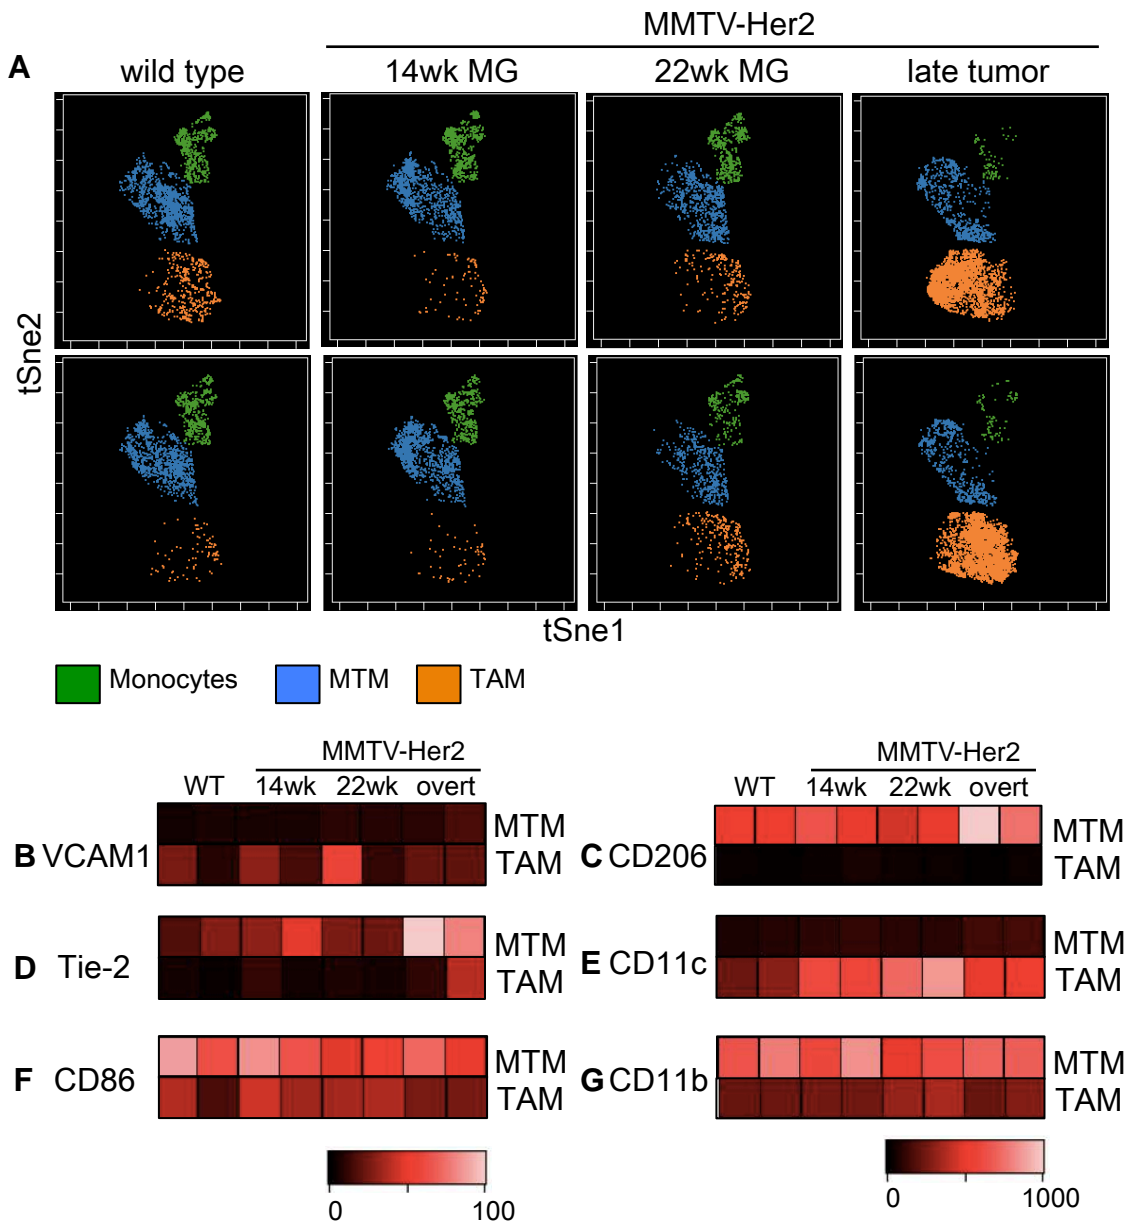 MMTV-Her2
A
wild type 14wk MG 22wk MG late tumor
tSne2
tSne1
Monocytes MTM TAM
MMTV-Her2
WT 14wk 22wk overt
B VCAM1
MTM
TAM
MMTV-Her2
WT 14wk 22wk overt
C CD206
MTM
TAM
D Tie-2
MTM
TAM
E CD11c
MTM
TAM
F CD86
MTM
TAM
G CD11b
MTM
TAM
0 100
0 1000